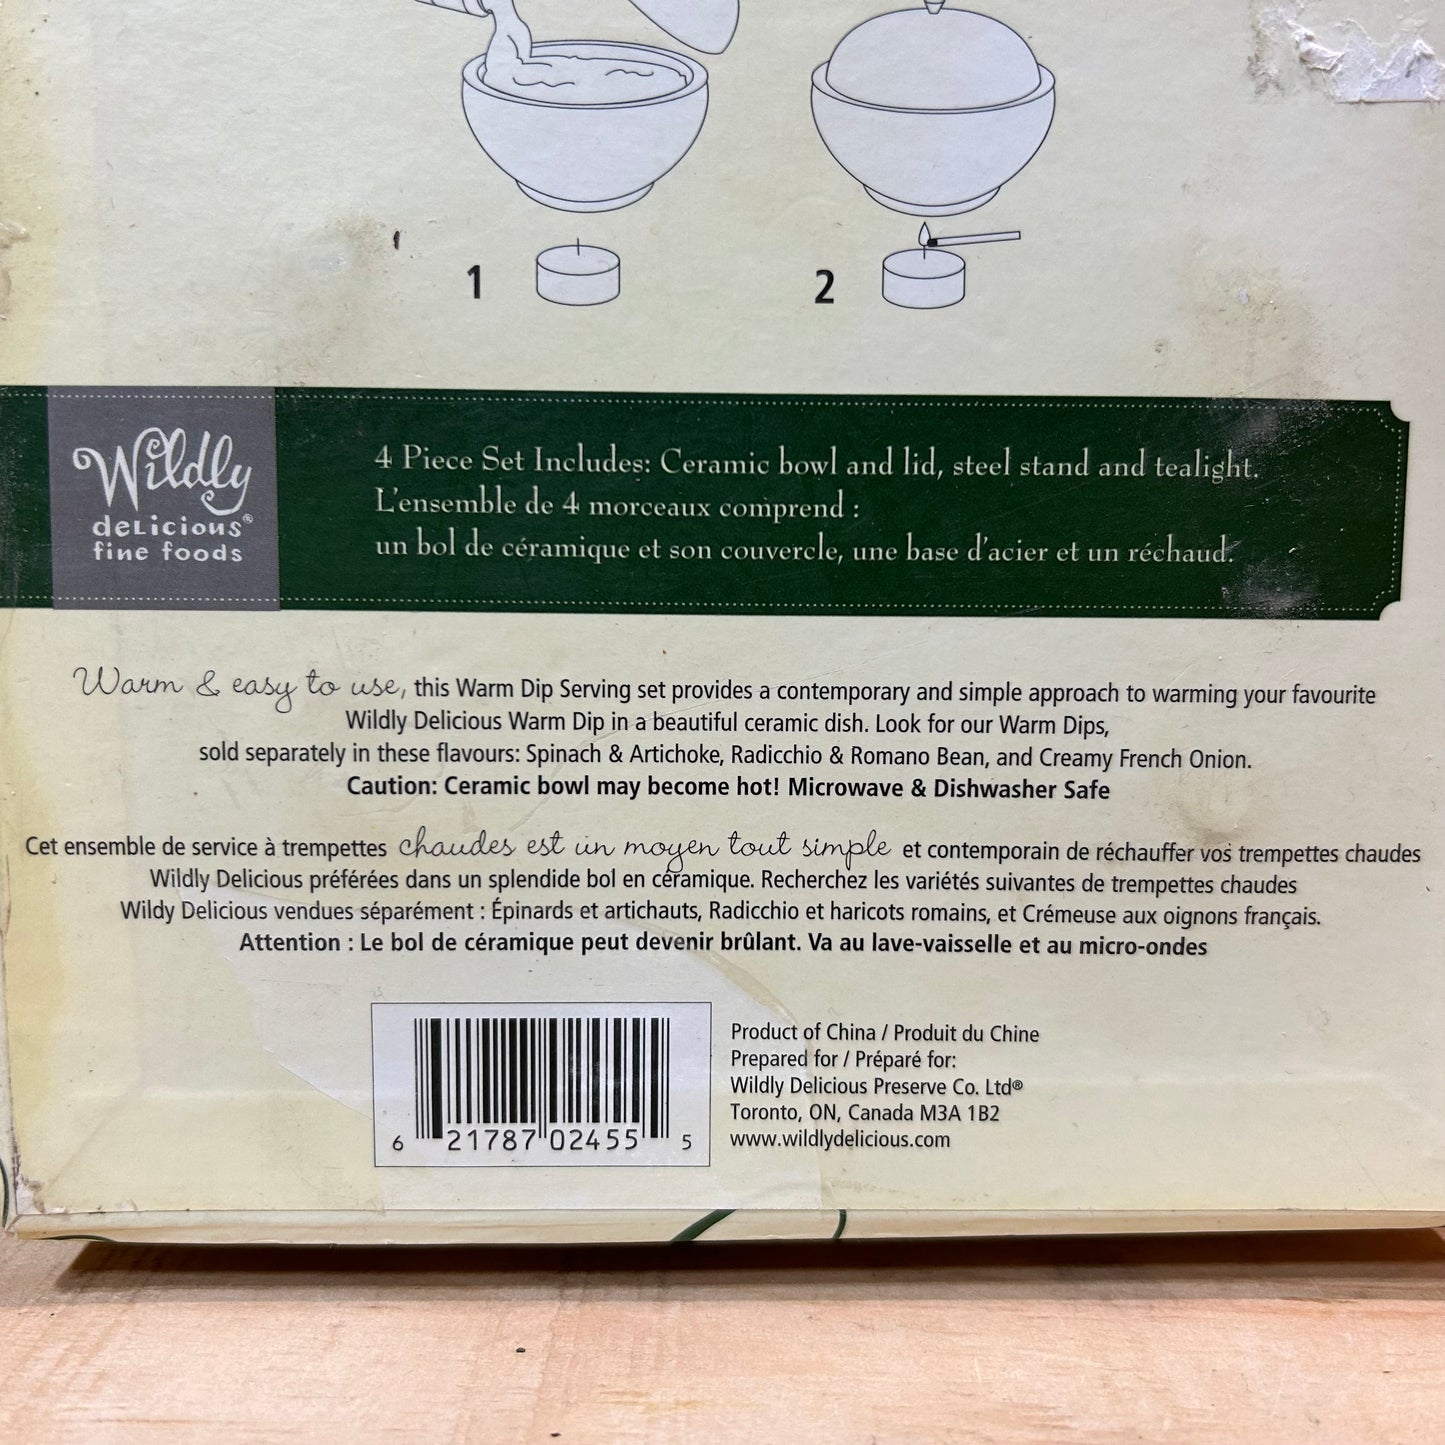 1
2
Wildly
delicious®
fine foods
4 Piece Set Includes: Ceramic bowl and lid, steel stand and tealight.
L'ensemble de 4 morceaux comprend :
un bol de céramique et son couvercle, une base d'acier et un réchaud.
Warm & easy to use, this Warm Dip Serving set provides a contemporary and simple approach to warming your favourite
Wildly Delicious Warm Dip in a beautiful ceramic dish. Look for our Warm Dips,
sold separately in these flavours: Spinach & Artichoke, Radicchio & Romano Bean, and Creamy French Onion.
Caution: Ceramic bowl may become hot! Microwave & Dishwasher Safe
Cet ensemble de service à trempettes chaudes est un moyen tout simple et contemporain de réchauffer vos trempettes chaudes
Wildly Delicious préférées dans un splendide bol en céramique. Recherchez les variétés suivantes de trempettes chaudes
Wildy Delicious vendues séparément : Épinards et artichauts, Radicchio et haricots romains, et Crémeuse aux oignons français.
Attention : Le bol de céramique peut devenir brûlant. Va au lave-vaisselle et au micro-ondes
6 21787 02455 5
Product of China / Produit du Chine
Prepared for / Préparé for:
Wildly Delicious Preserve Co. Ltd®
Toronto, ON, Canada M3A 1B2
www.wildlydelicious.com